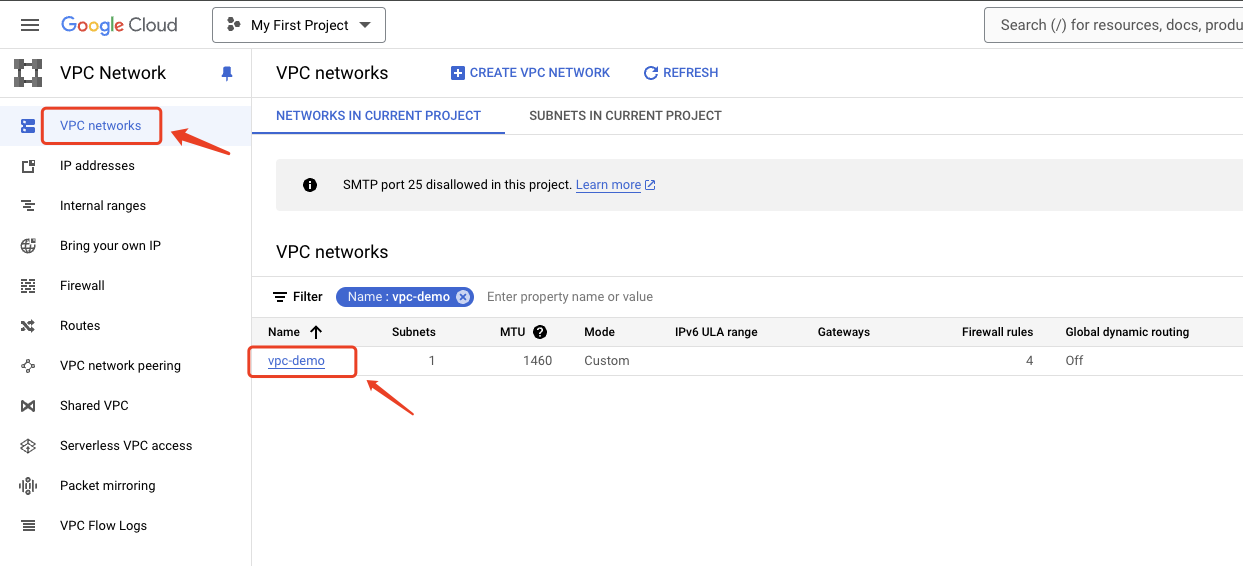 Google Cloud
My First Project
Search (/) for resources, docs, produ
VPC Network
VPC networks
IP addresses
Internal ranges
Bring your own IP
Firewall
Routes
VPC network peering
Shared VPC
Serverless VPC access
Packet mirroring
VPC Flow Logs
VPC networks
CREATE VPC NETWORK
REFRESH
NETWORKS IN CURRENT PROJECT
SUBNETS IN CURRENT PROJECT
SMTP port 25 disallowed in this project. Learn more
VPC networks
Filter Name : vpc-demo Enter property name or value
Name Subnets MTU Mode IPv6 ULA range Gateways Firewall rules Global dynamic routing
vpc-demo 1 1460 Custom 4 Off